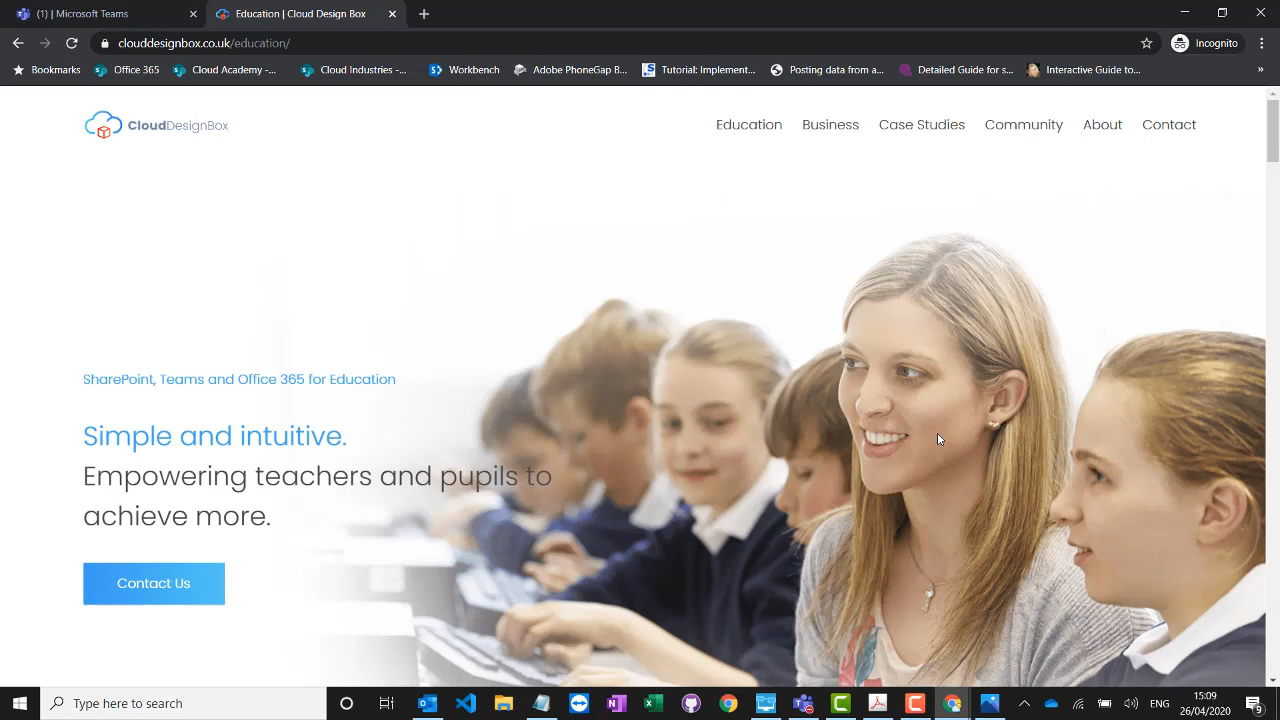 (1) | Microsoft Teams
Education | Cloud Design Box
clouddesignbox.co.uk/education/
Incognito
Bookmarks
Office 365
Cloud Academy -...
Cloud Industries -...
Workbench
Adobe PhoneGap B...
Tutorial: Implement...
Posting data from a...
Detailed Guide for s...
Interactive Guide to...
»
CloudDesignBox
Education
Business
Case Studies
Community
About
Contact
SharePoint, Teams and Office 365 for Education
Simple and intuitive.
Empowering teachers and pupils to
achieve more.
Contact Us
Type here to search
ENG
15:09
26/04/2020